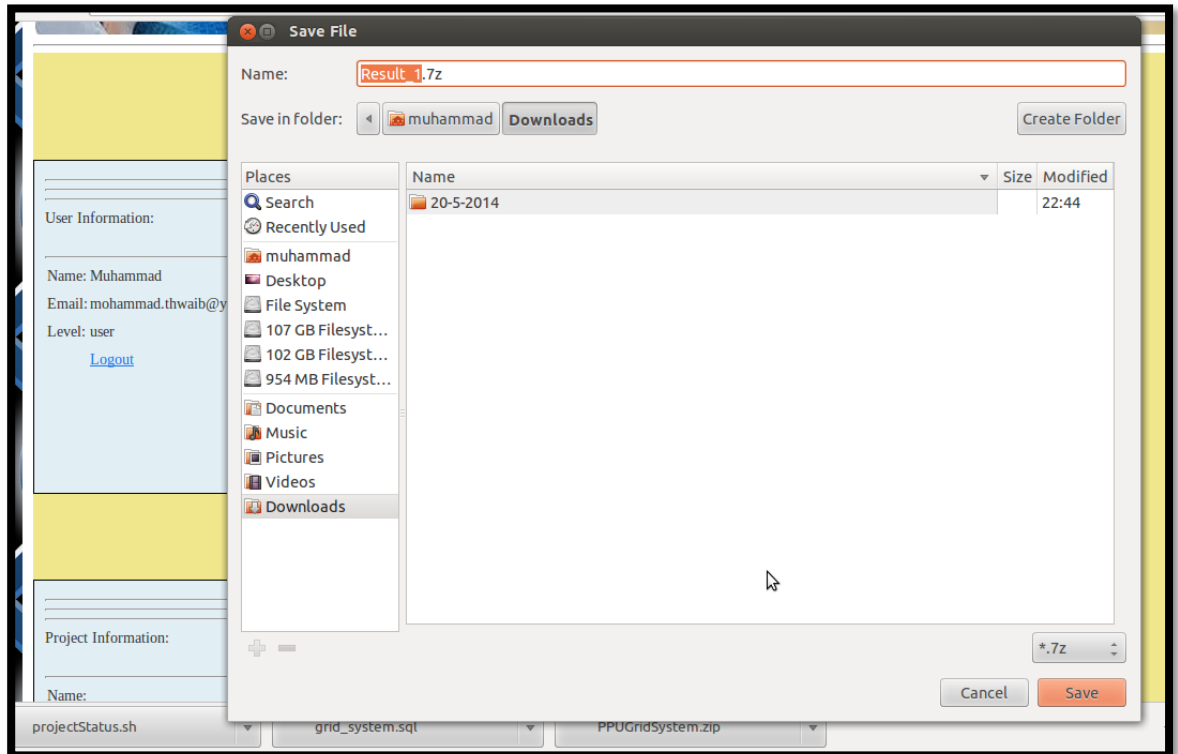 Save File
Name: Result_1.7z
Save in folder: muhammad Downloads Create Folder
Places
Search
Recently Used
muhammad
Desktop
File System
107 GB Filesyst...
102 GB Filesyst...
954 MB Filesyst...
Documents
Music
Pictures
Videos
Downloads
Name Size Modified
20-5-2014 22:44
*.7z
Cancel Save
User Information:
Name: Muhammad
Email: mohammad.thwaib@y
Level: user
Logout
Project Information:
Name:
projectStatus.sh grid_system.sql PPUGridSystem.zip